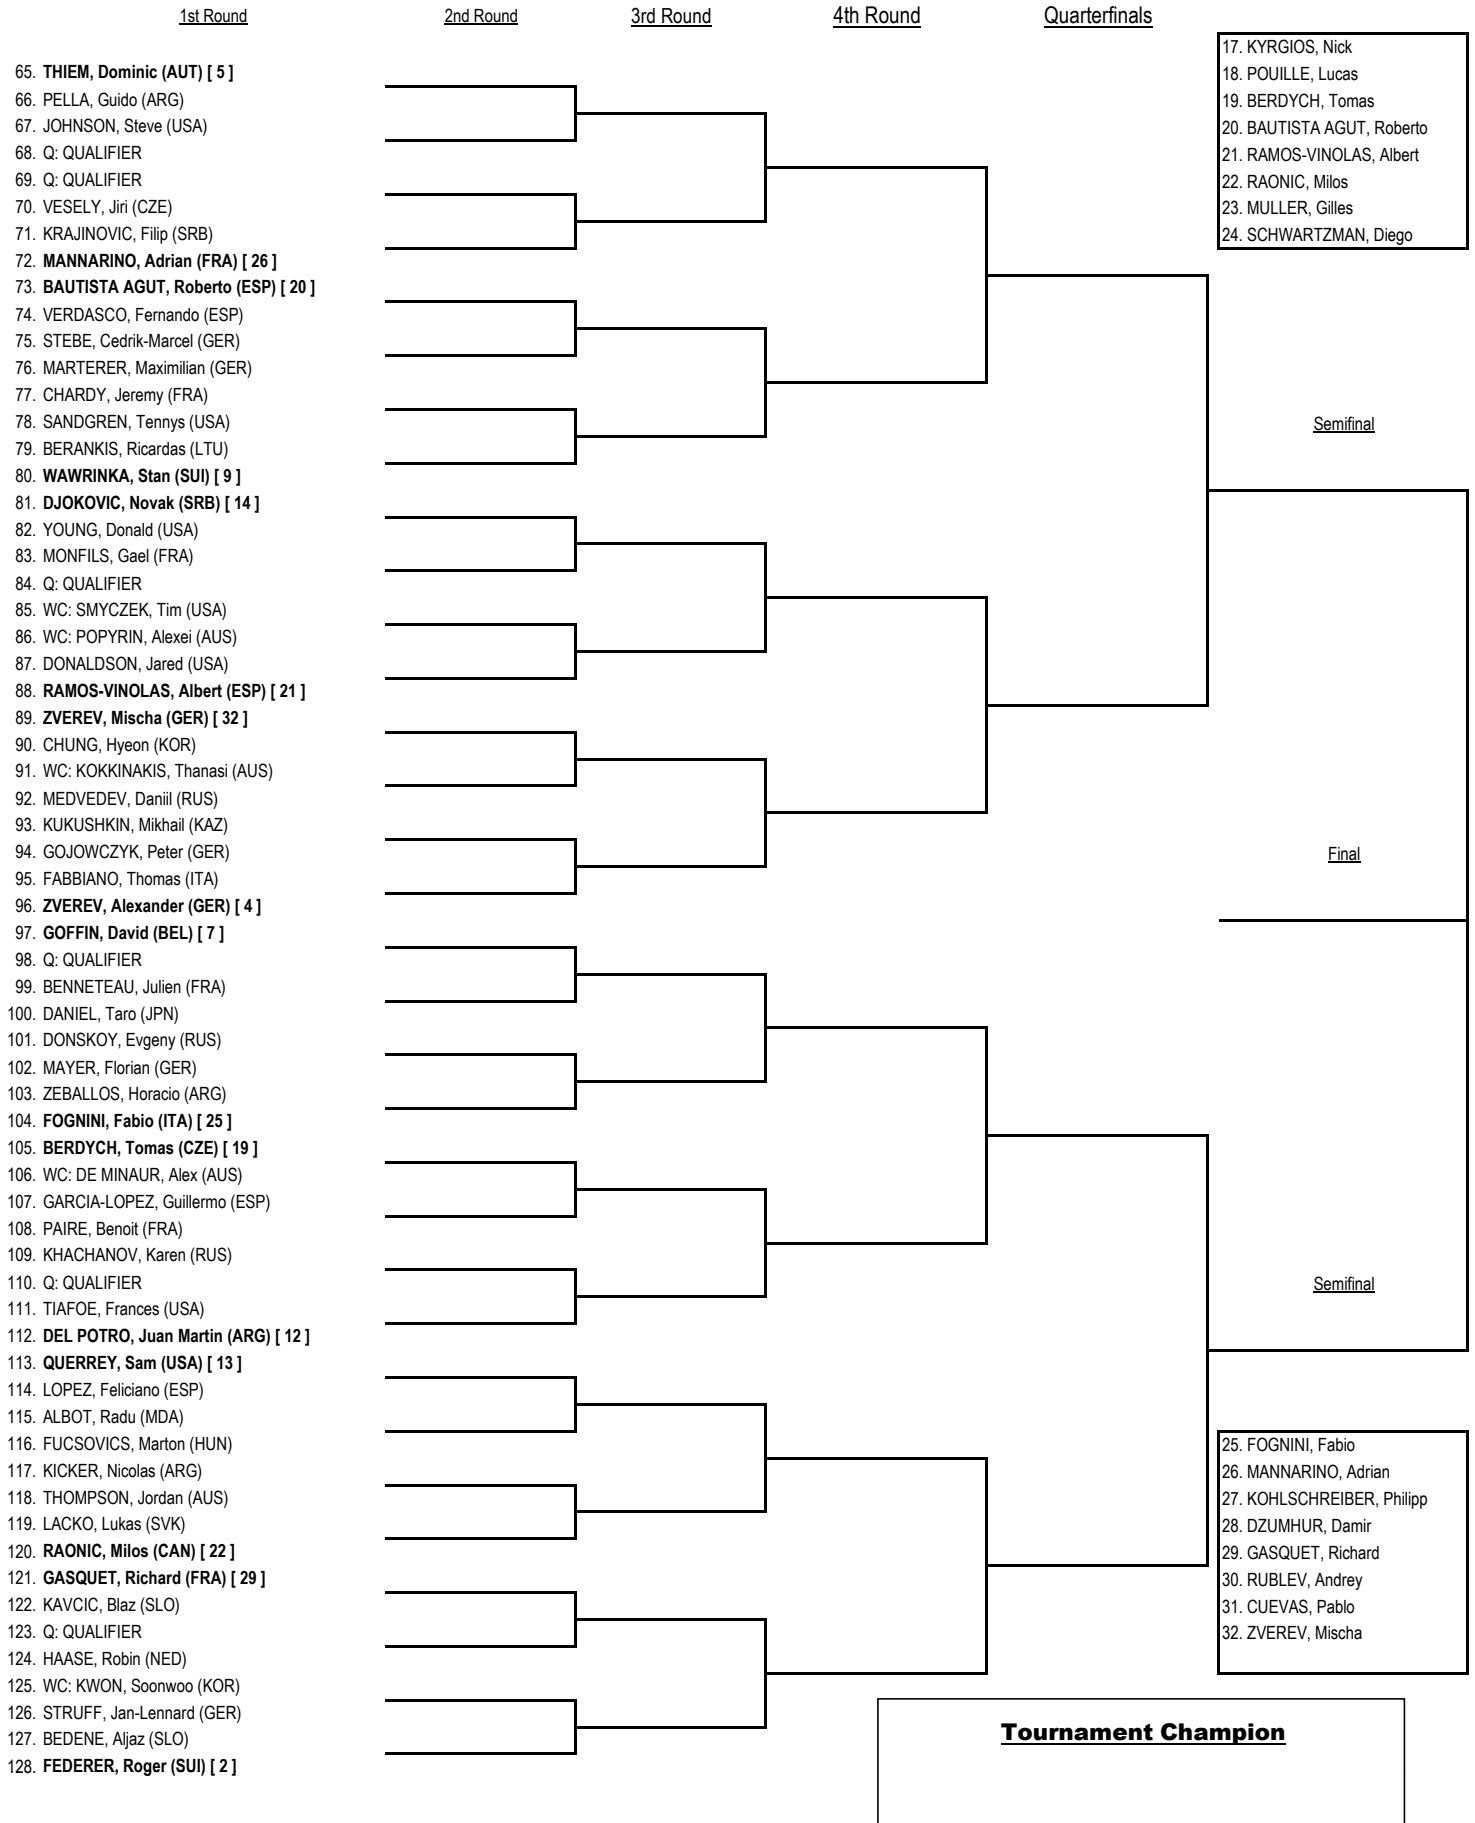 1st Round
2nd Round
3rd Round
4th Round
Quarterfinals
65. THIEM, Dominic (AUT) [ 5 ]
66. PELLA, Guido (ARG)
67. JOHNSON, Steve (USA)
68. Q: QUALIFIER
69. Q: QUALIFIER
70. VESELY, Jiri (CZE)
71. KRAJINOVIC, Filip (SRB)
72. MANNARINO, Adrian (FRA) [ 26 ]
73. BAUTISTA AGUT, Roberto (ESP) [ 20 ]
74. VERDASCO, Fernando (ESP)
75. STEBE, Cedrik-Marcel (GER)
76. MARTERER, Maximilian (GER)
77. CHARDY, Jeremy (FRA)
78. SANDGREN, Tennys (USA)
79. BERANKIS, Ricardas (LTU)
80. WAWRINKA, Stan (SUI) [ 9 ]
81. DJOKOVIC, Novak (SRB) [ 14 ]
82. YOUNG, Donald (USA)
83. MONFILS, Gael (FRA)
84. Q: QUALIFIER
85. WC: SMYCZEK, Tim (USA)
86. WC: POPYRIN, Alexei (AUS)
87. DONALDSON, Jared (USA)
88. RAMOS-VINOLAS, Albert (ESP) [ 21 ]
89. ZVEREV, Mischa (GER) [ 32 ]
90. CHUNG, Hyeon (KOR)
91. WC: KOKKINAKIS, Thanasi (AUS)
92. MEDVEDEV, Daniil (RUS)
93. KUKUSHKIN, Mikhail (KAZ)
94. GOJOWCZYK, Peter (GER)
95. FABBIANO, Thomas (ITA)
96. ZVEREV, Alexander (GER) [ 4 ]
97. GOFFIN, David (BEL) [ 7 ]
98. Q: QUALIFIER
99. BENNETEAU, Julien (FRA)
100. DANIEL, Taro (JPN)
101. DONSKOY, Evgeny (RUS)
102. MAYER, Florian (GER)
103. ZEBALLOS, Horacio (ARG)
104. FOGNINI, Fabio (ITA) [ 25 ]
105. BERDYCH, Tomas (CZE) [ 19 ]
106. WC: DE MINAUR, Alex (AUS)
107. GARCIA-LOPEZ, Guillermo (ESP)
108. PAIRE, Benoit (FRA)
109. KHACHANOV, Karen (RUS)
110. Q: QUALIFIER
111. TIAFOE, Frances (USA)
112. DEL POTRO, Juan Martin (ARG) [ 12 ]
113. QUERREY, Sam (USA) [ 13 ]
114. LOPEZ, Feliciano (ESP)
115. ALBOT, Radu (MDA)
116. FUCSOVICS, Marton (HUN)
117. KICKER, Nicolas (ARG)
118. THOMPSON, Jordan (AUS)
119. LACKO, Lukas (SVK)
120. RAONIC, Milos (CAN) [ 22 ]
121. GASQUET, Richard (FRA) [ 29 ]
122. KAVCIC, Blaz (SLO)
123. Q: QUALIFIER
124. HAASE, Robin (NED)
125. WC: KWON, Soonwoo (KOR)
126. STRUFF, Jan-Lennard (GER)
127. BEDENE, Aljaz (SLO)
128. FEDERER, Roger (SUI) [ 2 ]
17. KYRGIOS, Nick
18. POUILLE, Lucas
19. BERDYCH, Tomas
20. BAUTISTA AGUT, Roberto
21. RAMOS-VINOLAS, Albert
22. RAONIC, Milos
23. MULLER, Gilles
24. SCHWARTZMAN, Diego
Semifinal
Final
Semifinal
25. FOGNINI, Fabio
26. MANNARINO, Adrian
27. KOHLSCHREIBER, Philipp
28. DZUMHUR, Damir
29. GASQUET, Richard
30. RUBLEV, Andrey
31. CUEVAS, Pablo
32. ZVEREV, Mischa
Tournament Champion